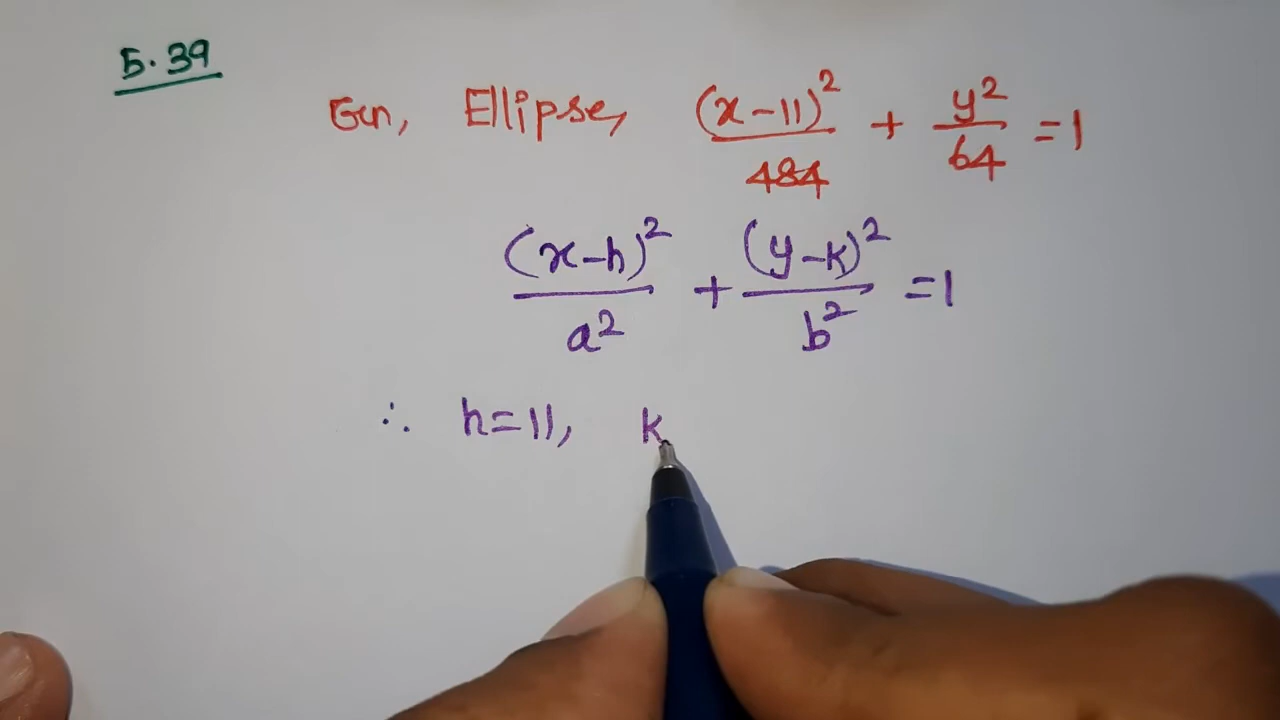 5.39
Gn, Ellipse, (x-11)²/484 + y²/64 = 1
(x-h)²/a² + (y-k)²/b² = 1
∴ h=11, k